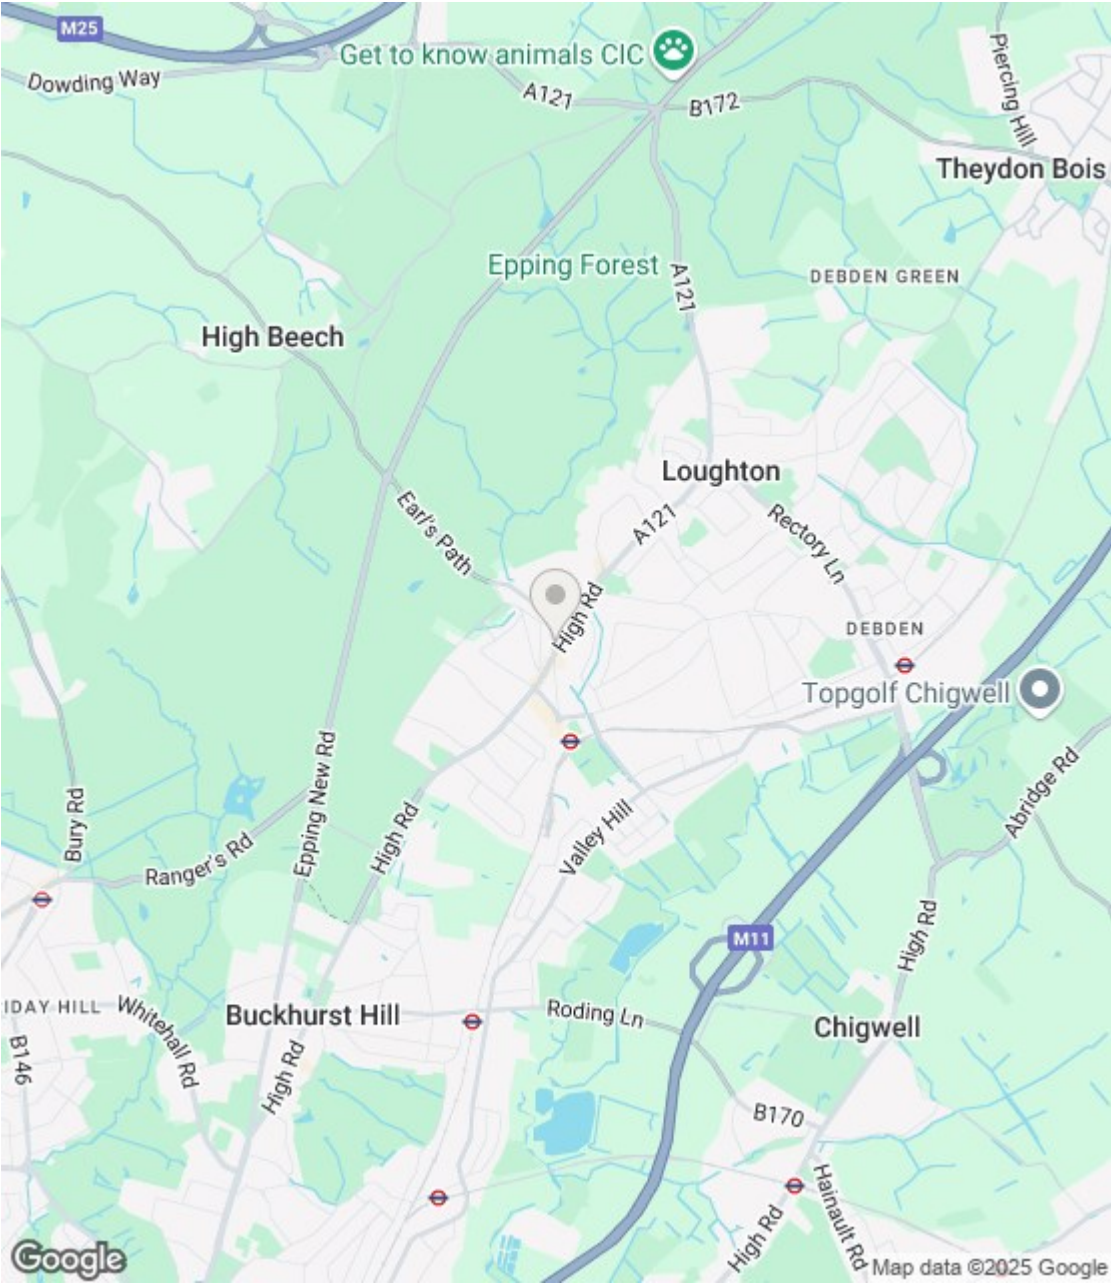 M25
Get to know animals CIC
Dowding Way
A121
B172
Piercing Hill
Theydon Bois
Epping Forest
A121
DEBDEN GREEN
High Beech
Loughton
Earl's Path
A121
Rectory Ln
High Rd
DEBDEN
Topgolf Chigwell
Epping New Rd
Bury Rd
Abridge Rd
High Rd
Valley Hill
Ranger's Rd
High Rd
M11
IDAY HILL
Whitehall Rd
Buckhurst Hill
Roding Ln
Chigwell
B146
High Rd
B170
Hainault Rd
High Rd
Google
Map data ©2025 Google